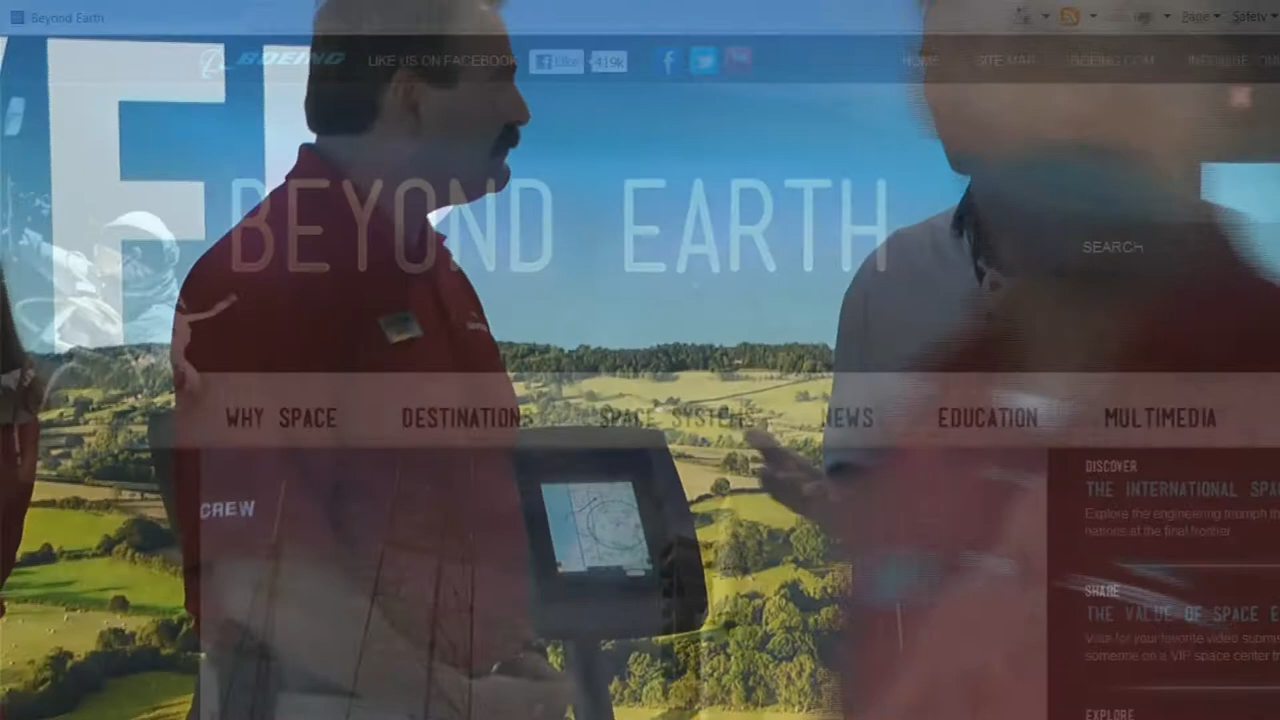 Beyond Earth
Page Safety
BOEING LIKE US ON FACEBOOK Like 419k HOME SITE MAP BOEING.COM
BEYOND EARTH
SEARCH
WHY SPACE DESTINATIONS SPACE SYSTEMS NEWS EDUCATION MULTIMEDIA
DISCOVER
THE INTERNATIONAL
Explore the engineering triumph
nations at the final frontier
CREW
SHARE
THE VALUE OF SPACE
Vote for your favorite video
someone on a VIP space center
EXPLORE